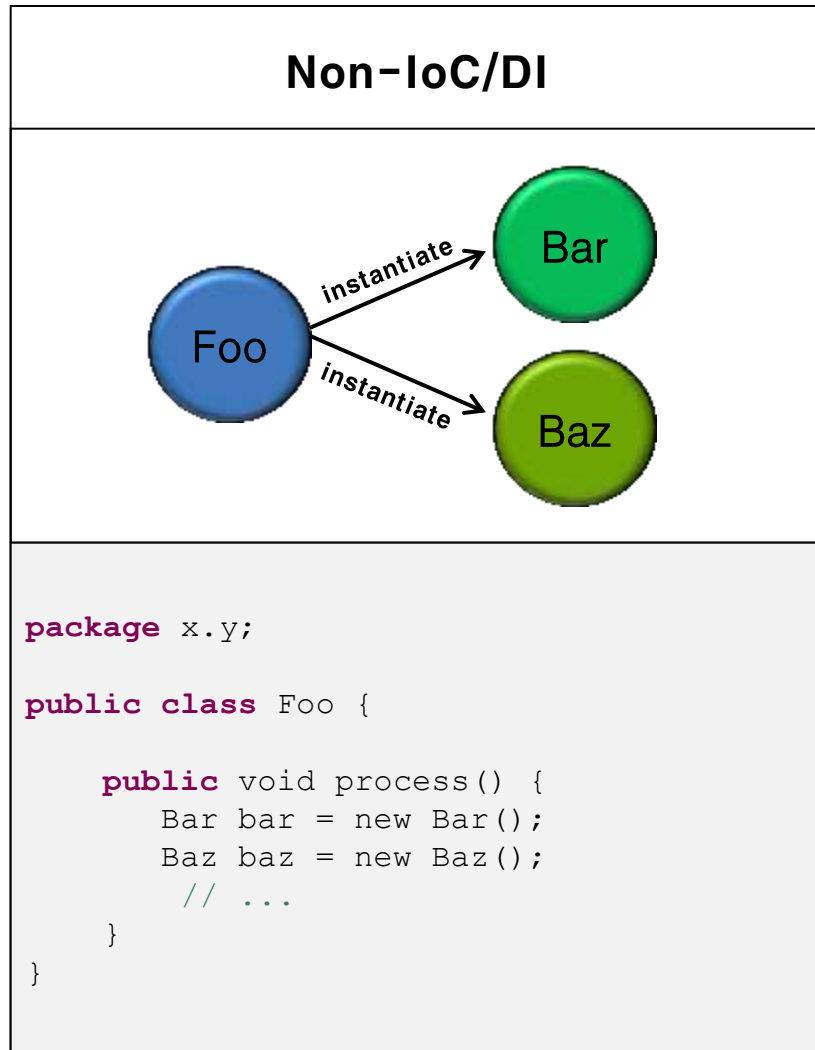 Non-IoC/DI
instantiate
Bar
Foo
instantiate
Baz
package x.y;
public class Foo {
public void process() {
Bar bar = new Bar();
Baz baz = new Baz();
// ...
}
}